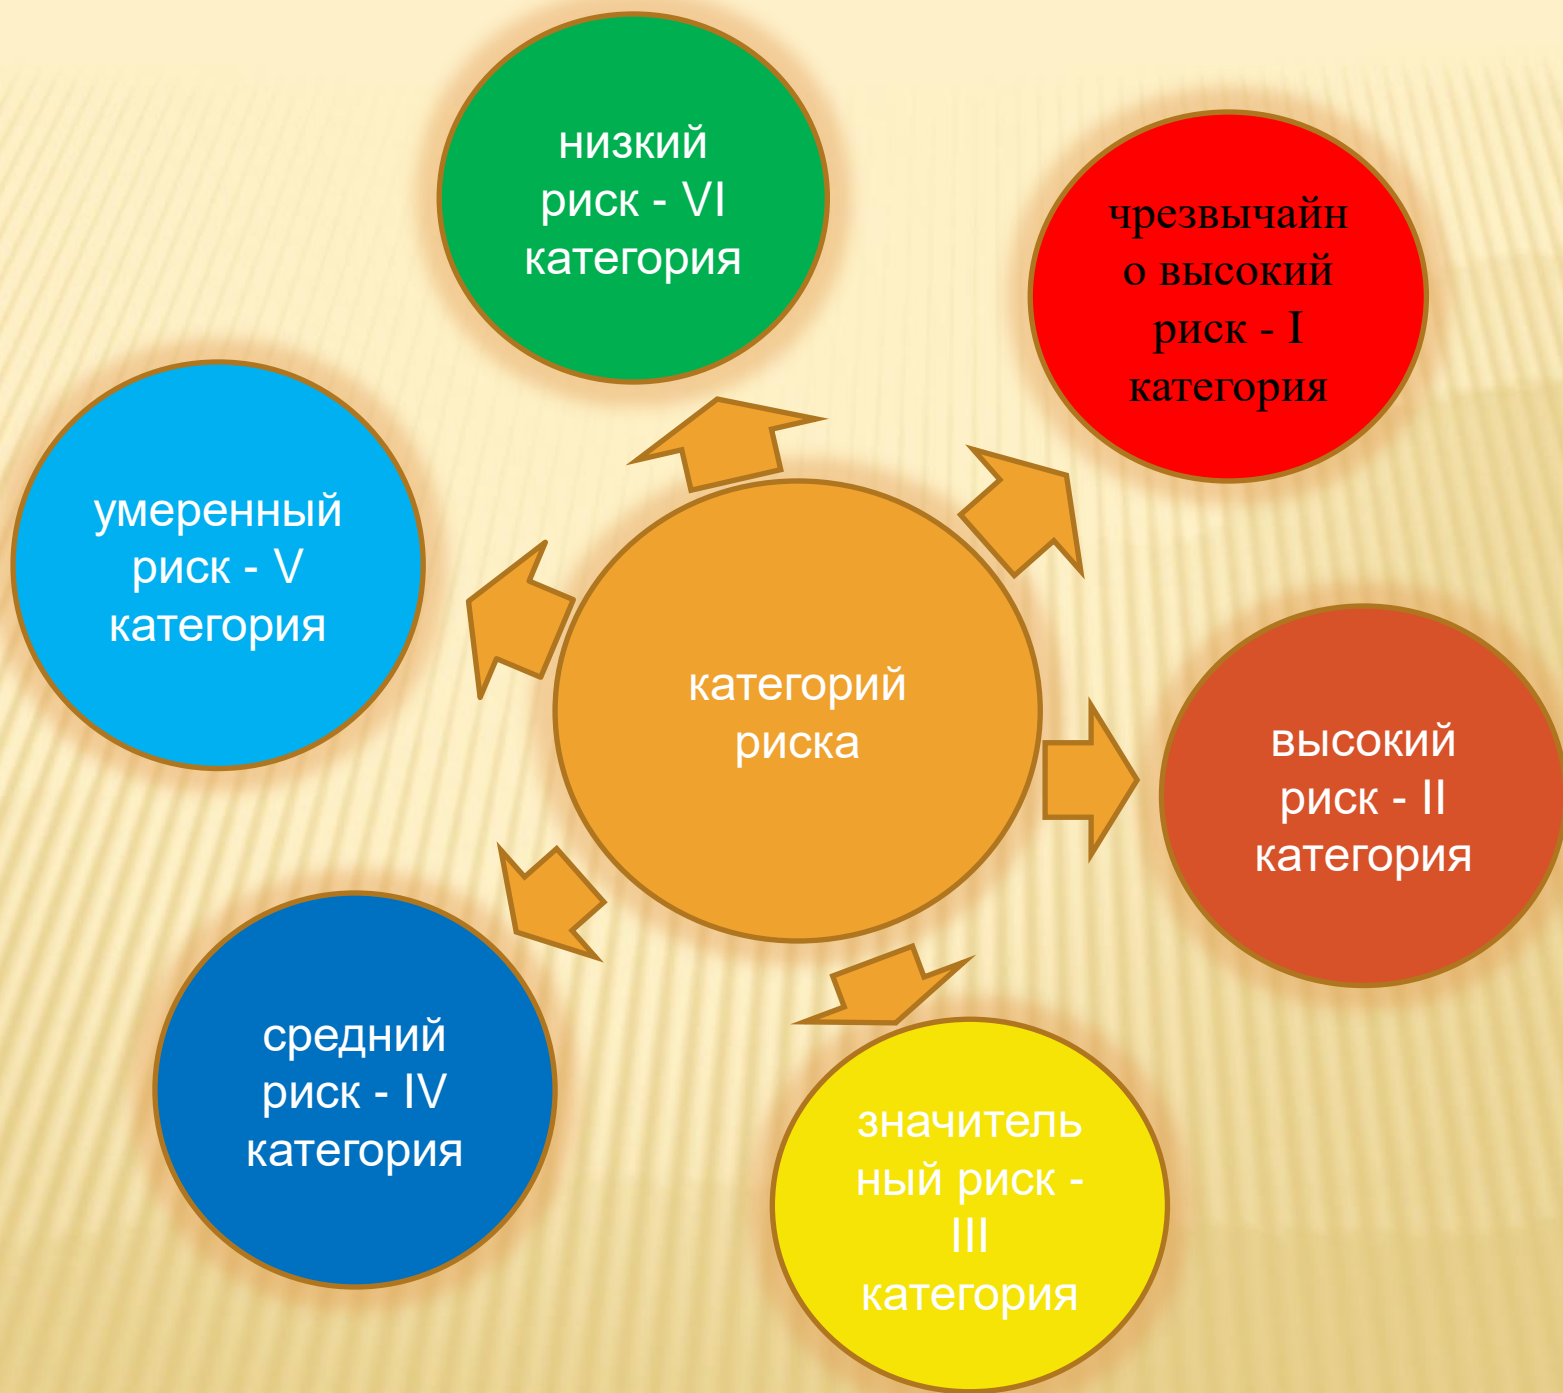 низкий
риск - VI
категория
чрезвычайн
о высокий
риск - I
категория
умеренный
риск - V
категория
категорий
риска
высокий
риск - II
категория
средний
риск - IV
категория
значитель
ный риск -
III
категория